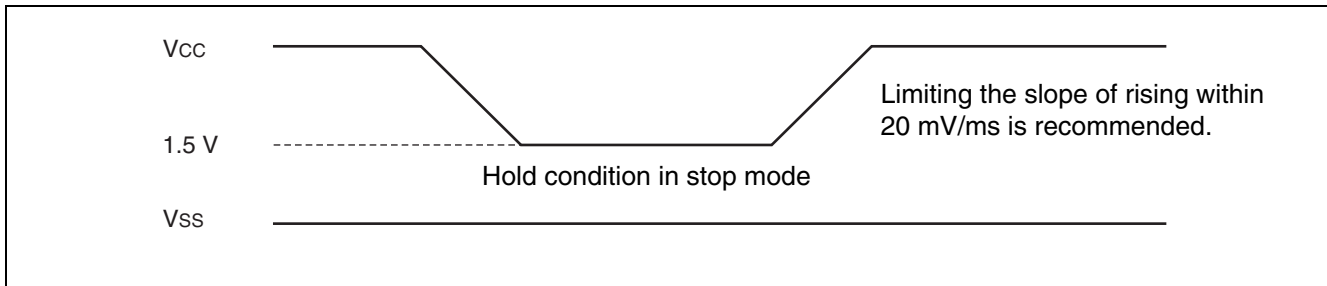 Vcc
Limiting the slope of rising within
20 mV/ms is recommended.
1.5 V
Hold condition in stop mode
Vss